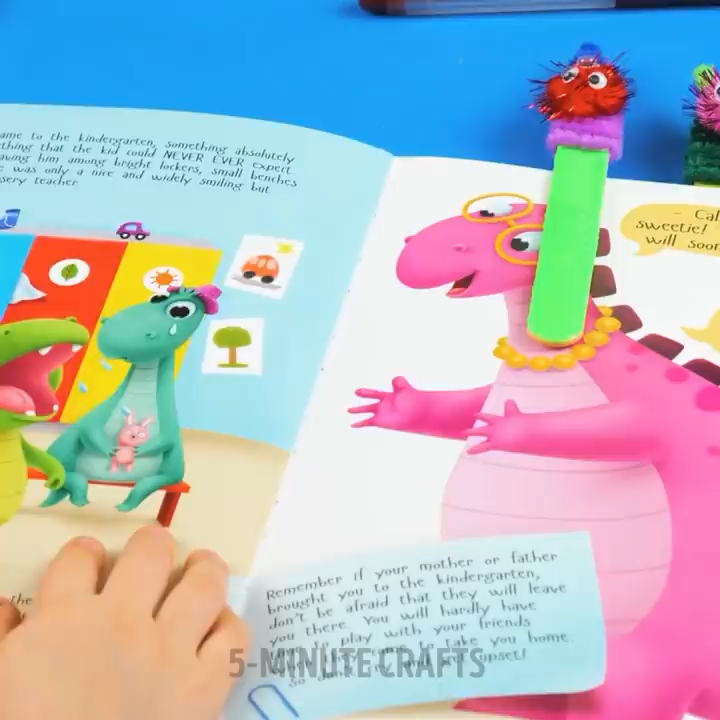 ame to the kindergarten, something absolutely
thing that the kid could NEVER EVER expect.
aving him among bright lockers, small benches
was only a nice and widely smiling but
sery teacher.
- Cal
sweetie!
will soon
Remember if your mother or father
brought you to the kindergarten,
don't be afraid that they will leave
you there. You will hardly have
to play with your friends
take you home.
upset!
the
5-MINUTE CRAFTS